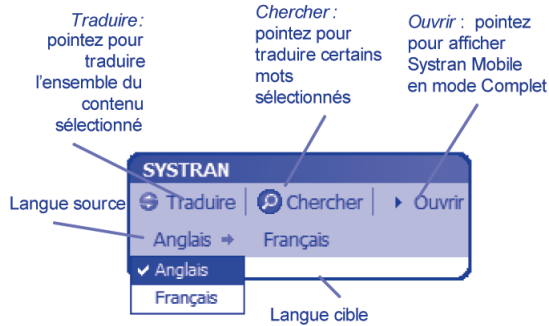 Traduire:
pointez pour
traduire
l'ensemble du
contenu
sélectionné
Chercher :
pointez pour
traduire certains
mots
sélectionnés
Ouvrir : pointez
pour afficher
Systran Mobile
en mode Complet
SYSTRAN
Langue source
Traduire
Chercher
Ouvrir
Anglais
Français
Anglais
Français
Langue cible